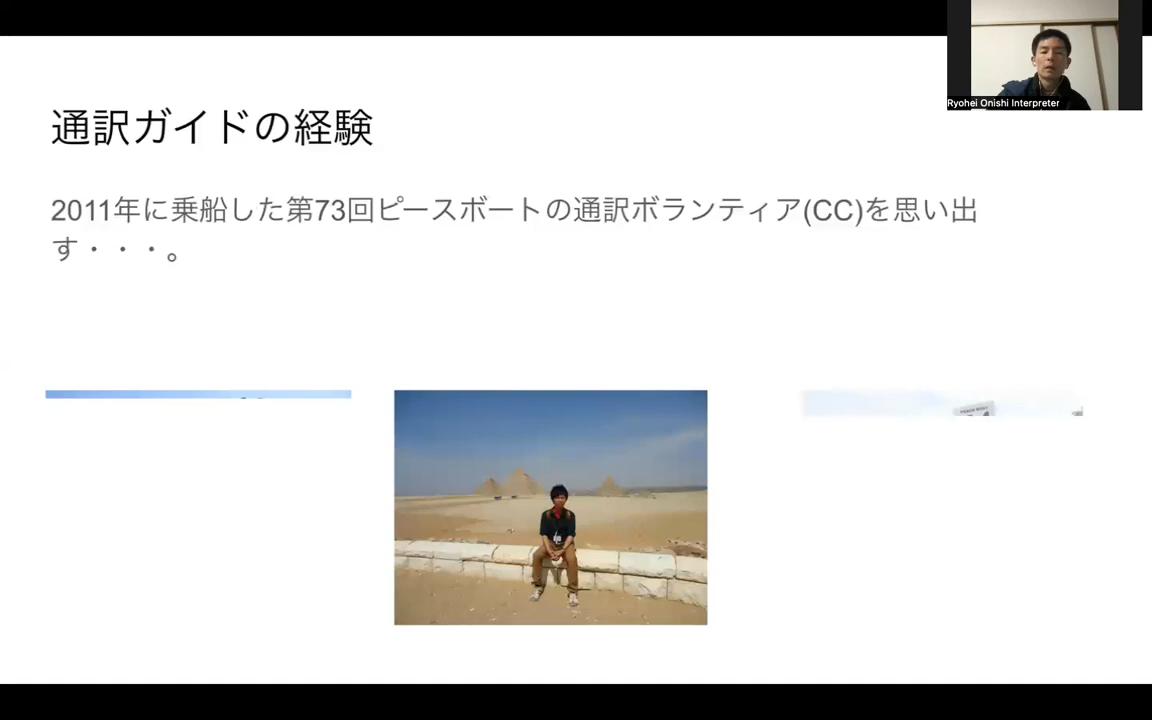 Ryohei Onishi Interpreter
通訳ガイドの経験
2011年に乗船した第73回ピースボートの通訳ボランティア(CC)を思い出
す・・・。